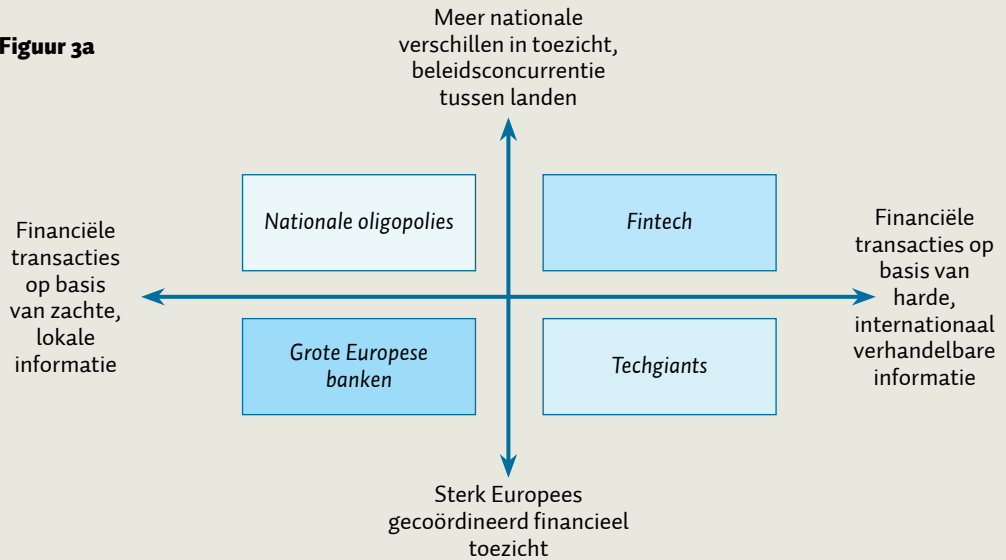 Figuur 3a
Meer nationale
verschillen in toezicht,
beleidsconcurrentie
tussen landen
Nationale oligopolies
Fintech
Financiële
transacties
op basis
van zachte,
lokale
informatie
Financiële
transacties op
basis van
harde,
internationaal
verhandelbare
informatie
Grote Europese
banken
Techgiants
Sterk Europees
gecoördineerd financieel
toezicht